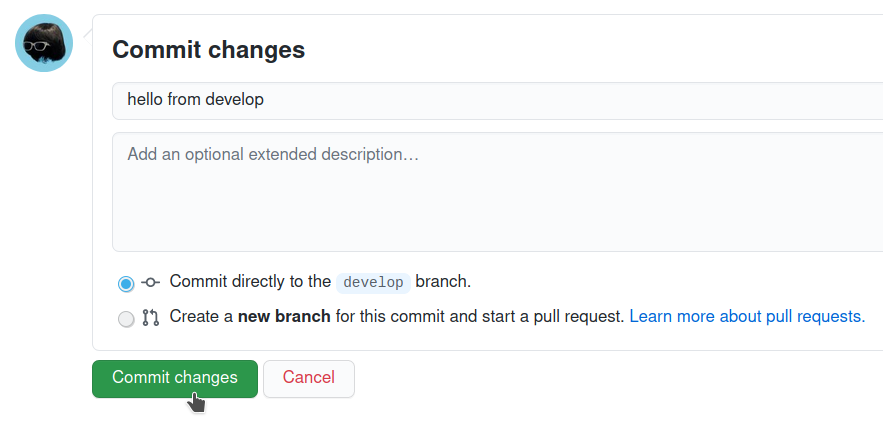 Commit changes
hello from develop
Add an optional extended description…
Commit directly to the develop branch.
Create a new branch for this commit and start a pull request. Learn more about pull requests.
Commit changes Cancel